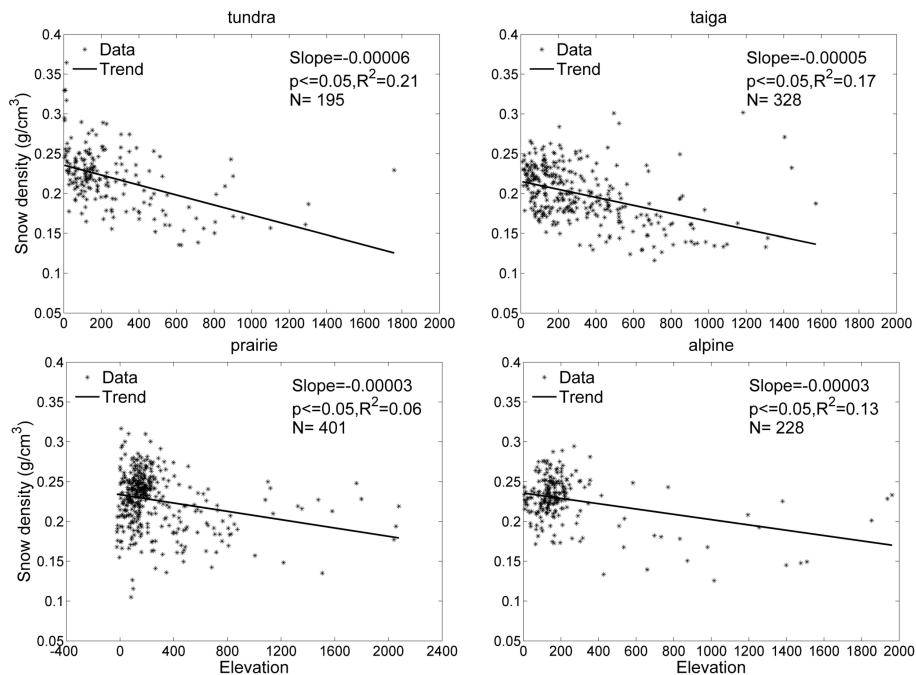 tundra
0.4
0.35
0.3
0.25
0.2
0.15
0.1
0.05
Snow density (g/cm³)
Data
Trend
Slope=-0.00006
p<=0.05,R²=0.21
N= 195
0 200 400 600 800 1000 1200 1400 1600 1800 2000
taiga
0.4
0.35
0.3
0.25
0.2
0.15
0.1
0.05
Data
Trend
Slope=-0.00005
p<=0.05,R²=0.17
N= 328
0 200 400 600 800 1000 1200 1400 1600 1800 2000
prairie
0.4
0.35
0.3
0.25
0.2
0.15
0.1
0.05
Snow density (g/cm³)
Data
Trend
Slope=-0.00003
p<=0.05,R²=0.06
N= 401
-400 0 400 800 1200 1600 2000 2400
Elevation
alpine
0.4
0.35
0.3
0.25
0.2
0.15
0.1
0.05
Data
Trend
Slope=-0.00003
p<=0.05,R²=0.13
N= 228
0 200 400 600 800 1000 1200 1400 1600 1800 2000
Elevation